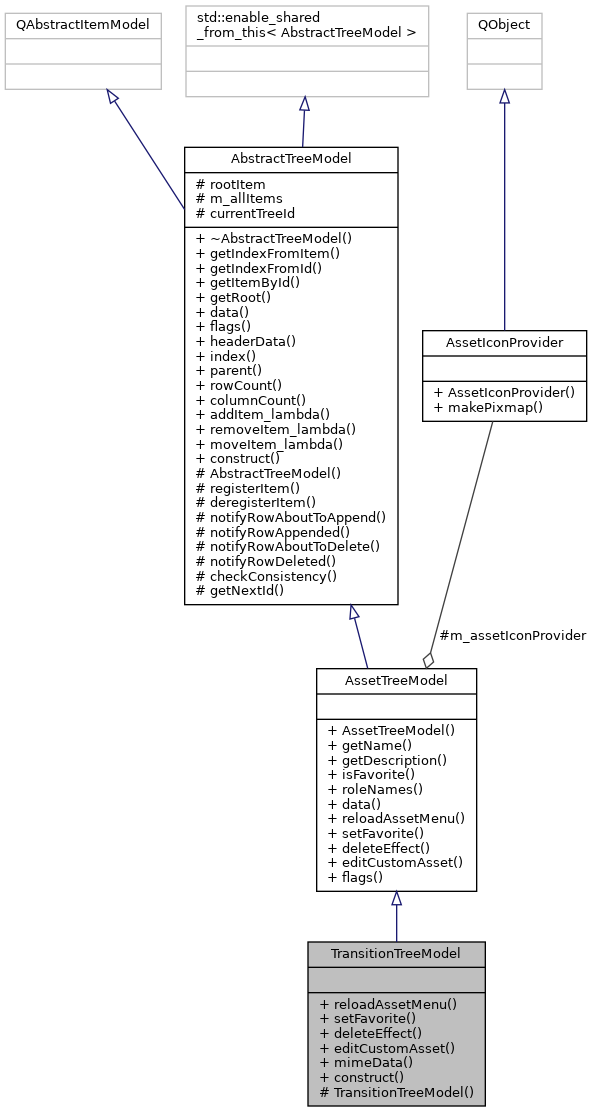 QAbstractItemModel
std::enable_shared
_from_this< AbstractTreeModel >
QObject
AbstractTreeModel
# rootItem
# m_allItems
# currentTreeId
+ ~AbstractTreeModel()
+ getIndexFromItem()
+ getIndexFromId()
+ getItemById()
+ getRoot()
+ data()
+ flags()
+ headerData()
+ index()
+ parent()
+ rowCount()
+ columnCount()
+ addItem_lambda()
+ removeItem_lambda()
+ moveItem_lambda()
+ construct()
# AbstractTreeModel()
# registerItem()
# deregisterItem()
# notifyRowAboutToAppend()
# notifyRowAppended()
# notifyRowAboutToDelete()
# notifyRowDeleted()
# checkConsistency()
# getNextId()
AssetIconProvider
+ AssetIconProvider()
+ makePixmap()
#m_assetIconProvider
AssetTreeModel
+ AssetTreeModel()
+ getName()
+ getDescription()
+ isFavorite()
+ roleNames()
+ data()
+ reloadAssetMenu()
+ setFavorite()
+ deleteEffect()
+ editCustomAsset()
+ flags()
TransitionTreeModel
+ reloadAssetMenu()
+ setFavorite()
+ deleteEffect()
+ editCustomAsset()
+ mimeData()
+ construct()
# TransitionTreeModel()